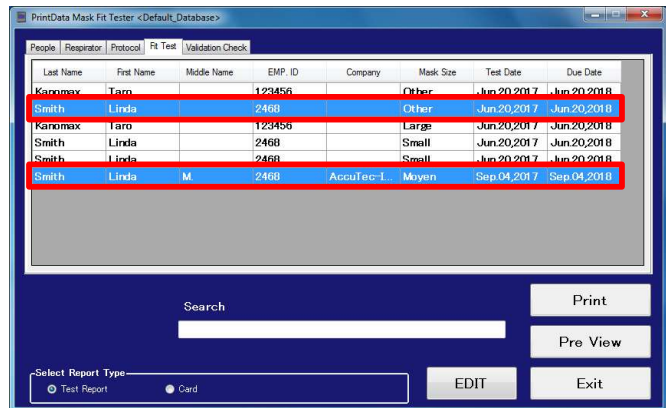 PrintData Mask Fit Tester <Default_Database>
People Respirator Protocol Fit Test Validation Check
Last Name First Name Middle Name EMP. ID Company Mask Size Test Date Due Date
Kanomax Taro 123456 Other Jun.20,2017 Jun.20,2018
Smith Linda 2468 Other Jun.20,2017 Jun.20,2018
Kanomax Taro 123456 Large Jun.20,2017 Jun.20,2018
Smith Linda 2468 Small Jun.20,2017 Jun.20,2018
Smith Linda 2468 Small Jun.20,2017 Jun.20,2018
Smith Linda M. 2468 AccuTec-I... Moyen Sep.04,2017 Sep.04,2018
Search
Print
Pre View
Select Report Type
Test Report Card
EDIT
Exit